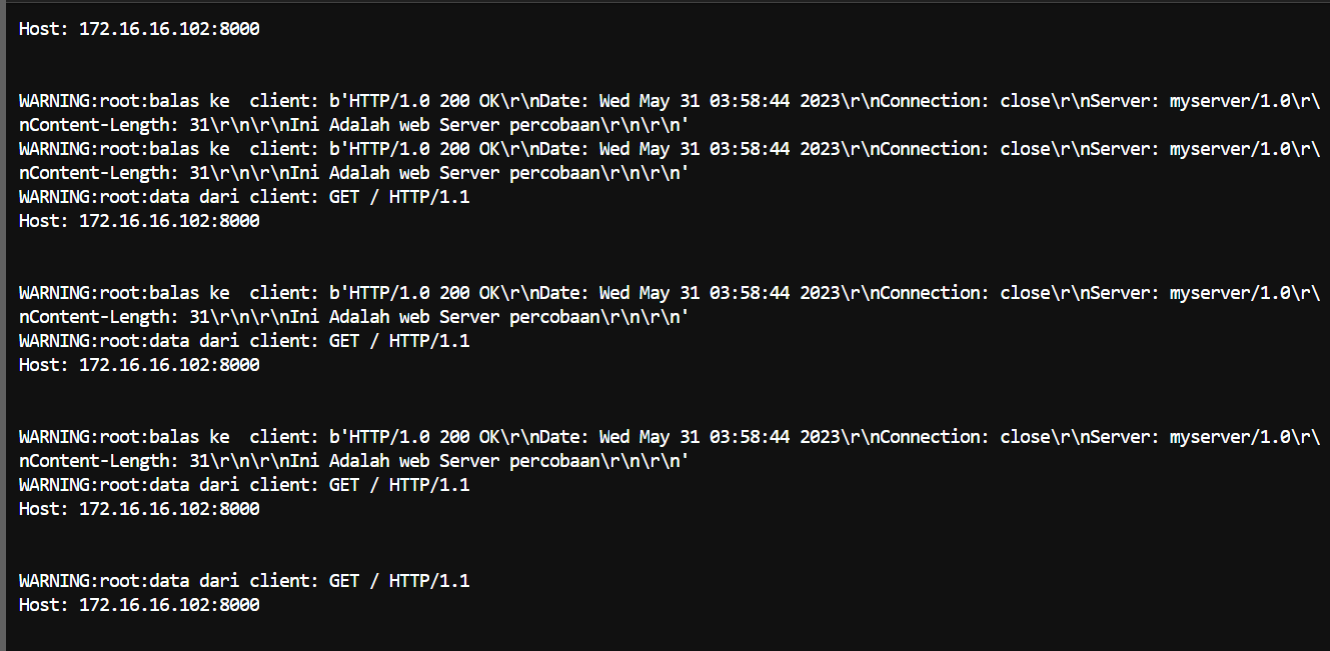 Host: 172.16.16.102:8000
WARNING:root:balas ke  client: b'HTTP/1.0 200 OK\r\nDate: Wed May 31 03:58:44 2023\r\nConnection: close\r\nServer: myserver/1.0\r\
nContent-Length: 31\r\n\r\nIni Adalah web Server percobaan\r\n\r\n'
WARNING:root:balas ke  client: b'HTTP/1.0 200 OK\r\nDate: Wed May 31 03:58:44 2023\r\nConnection: close\r\nServer: myserver/1.0\r\
nContent-Length: 31\r\n\r\nIni Adalah web Server percobaan\r\n\r\n'
WARNING:root:data dari client: GET / HTTP/1.1
Host: 172.16.16.102:8000
WARNING:root:balas ke  client: b'HTTP/1.0 200 OK\r\nDate: Wed May 31 03:58:44 2023\r\nConnection: close\r\nServer: myserver/1.0\r\
nContent-Length: 31\r\n\r\nIni Adalah web Server percobaan\r\n\r\n'
WARNING:root:data dari client: GET / HTTP/1.1
Host: 172.16.16.102:8000
WARNING:root:balas ke  client: b'HTTP/1.0 200 OK\r\nDate: Wed May 31 03:58:44 2023\r\nConnection: close\r\nServer: myserver/1.0\r\
nContent-Length: 31\r\n\r\nIni Adalah web Server percobaan\r\n\r\n'
WARNING:root:data dari client: GET / HTTP/1.1
Host: 172.16.16.102:8000
WARNING:root:data dari client: GET / HTTP/1.1
Host: 172.16.16.102:8000